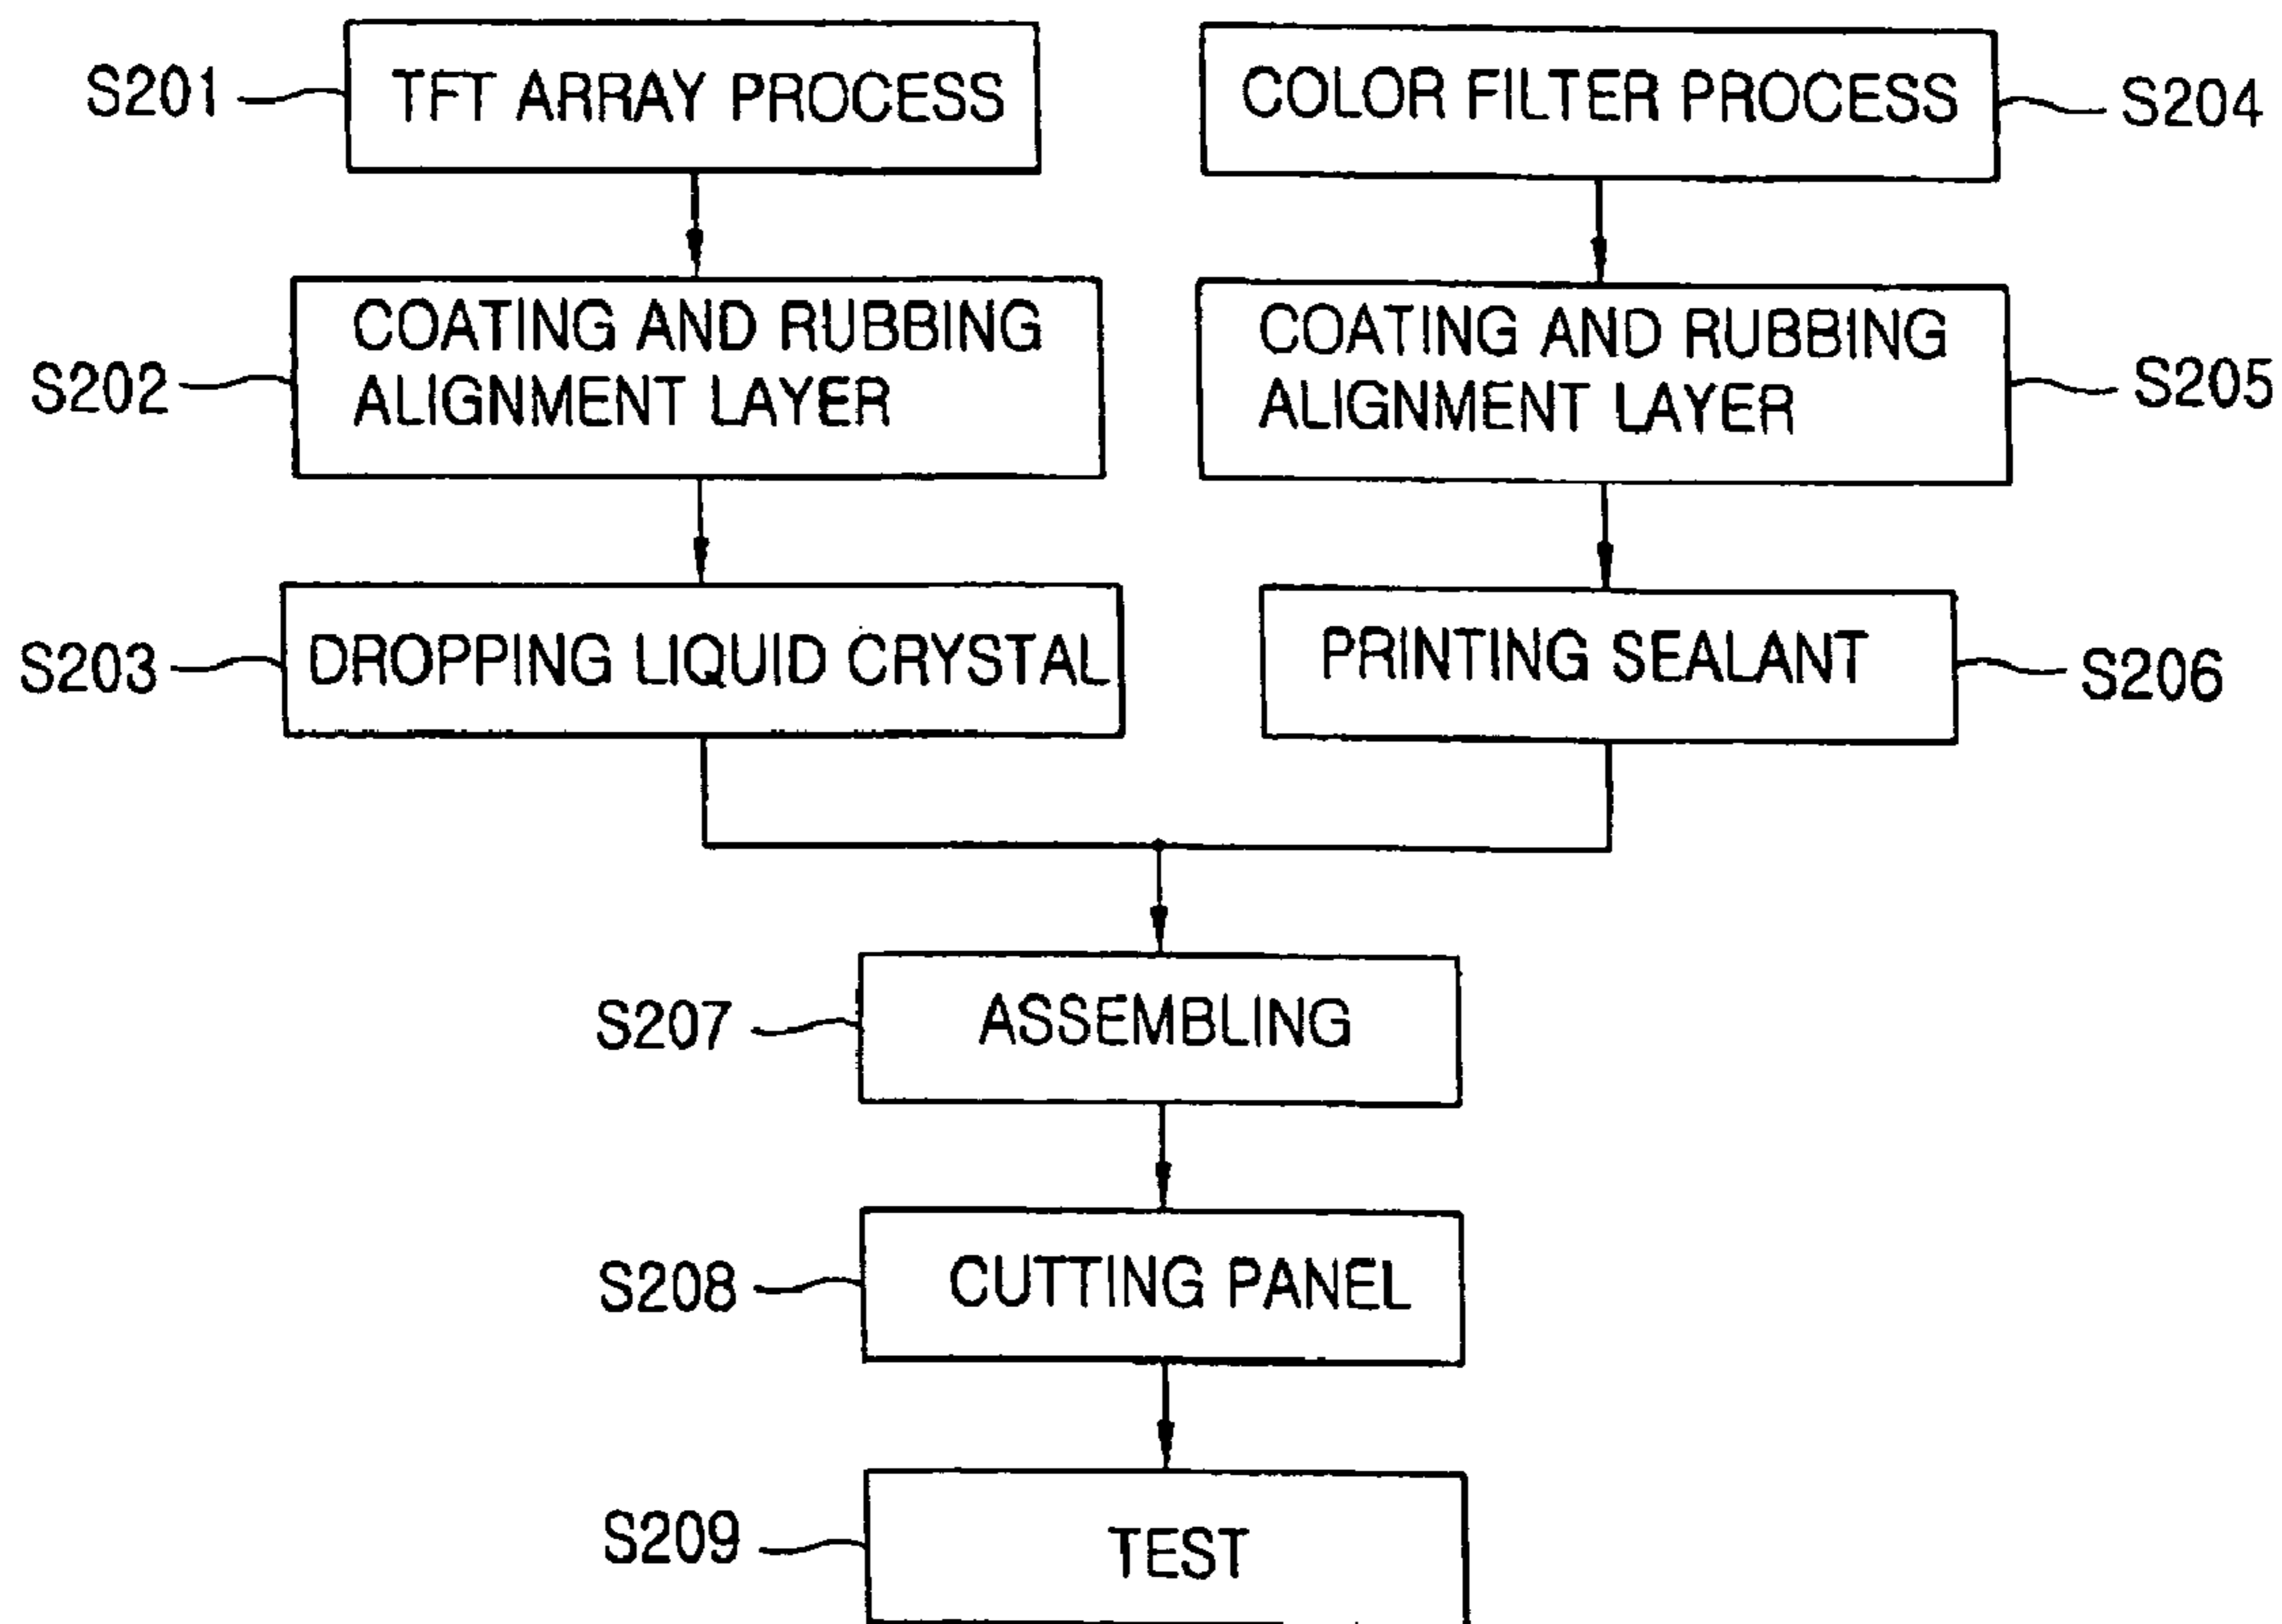 S201
TFT ARRAY PROCESS
COLOR FILTER PROCESS
S204
S202
COATING AND RUBBING
ALIGNMENT LAYER
COATING AND RUBBING
ALIGNMENT LAYER
S205
S203
DROPPING LIQUID CRYSTAL
PRINTING SEALANT
S206
S207
ASSEMBLING
S208
CUTTING PANEL
S209
TEST